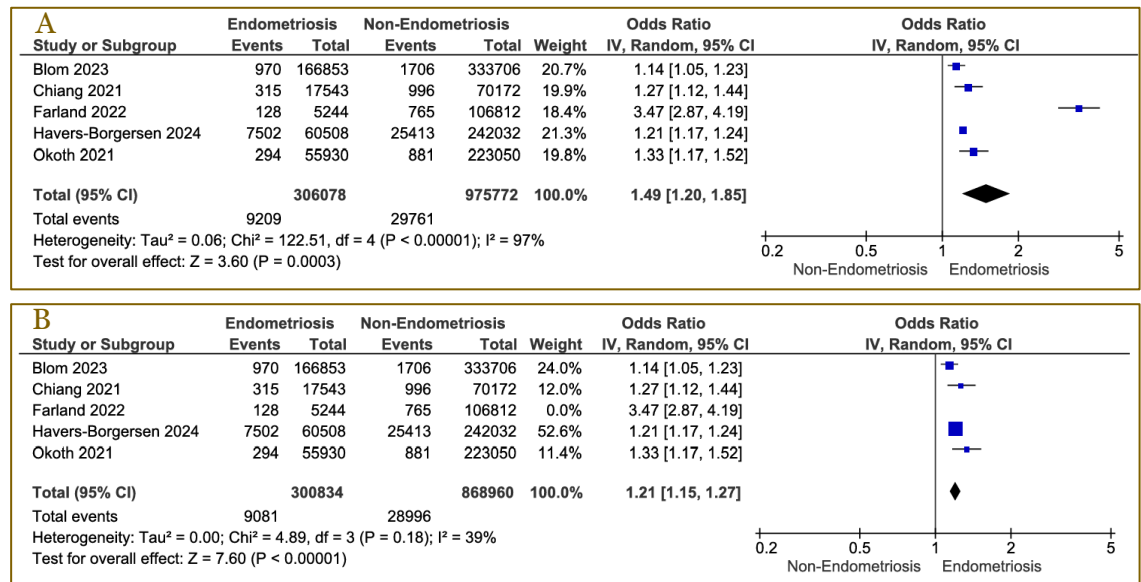 A
Endometriosis Non-Endometriosis Odds Ratio Odds Ratio
Study or Subgroup Events Total Events Total Weight IV, Random, 95% CI IV, Random, 95% CI
Blom 2023 970 166853 1706 333706 20.7% 1.14 [1.05, 1.23]
Chiang 2021 315 17543 996 70172 19.9% 1.27 [1.12, 1.44]
Farland 2022 128 5244 765 106812 18.4% 3.47 [2.87, 4.19]
Havers-Borgersen 2024 7502 60508 25413 242032 21.3% 1.21 [1.17, 1.24]
Okoth 2021 294 55930 881 223050 19.8% 1.33 [1.17, 1.52]
Total (95% CI) 306078 975772 100.0% 1.49 [1.20, 1.85]
Total events 9209 29761
Heterogeneity: Tau² = 0.06; Chi² = 122.51, df = 4 (P < 0.00001); I² = 97%
Test for overall effect: Z = 3.60 (P = 0.0003)
0.2 0.5 1 2 5
Non-Endometriosis Endometriosis
B
Endometriosis Non-Endometriosis Odds Ratio Odds Ratio
Study or Subgroup Events Total Events Total Weight IV, Random, 95% CI IV, Random, 95% CI
Blom 2023 970 166853 1706 333706 24.0% 1.14 [1.05, 1.23]
Chiang 2021 315 17543 996 70172 12.0% 1.27 [1.12, 1.44]
Farland 2022 128 5244 765 106812 0.0% 3.47 [2.87, 4.19]
Havers-Borgersen 2024 7502 60508 25413 242032 52.6% 1.21 [1.17, 1.24]
Okoth 2021 294 55930 881 223050 11.4% 1.33 [1.17, 1.52]
Total (95% CI) 300834 868960 100.0% 1.21 [1.15, 1.27]
Total events 9081 28996
Heterogeneity: Tau² = 0.00; Chi² = 4.89, df = 3 (P = 0.18); I² = 39%
Test for overall effect: Z = 7.60 (P < 0.00001)
0.2 0.5 1 2 5
Non-Endometriosis Endometriosis